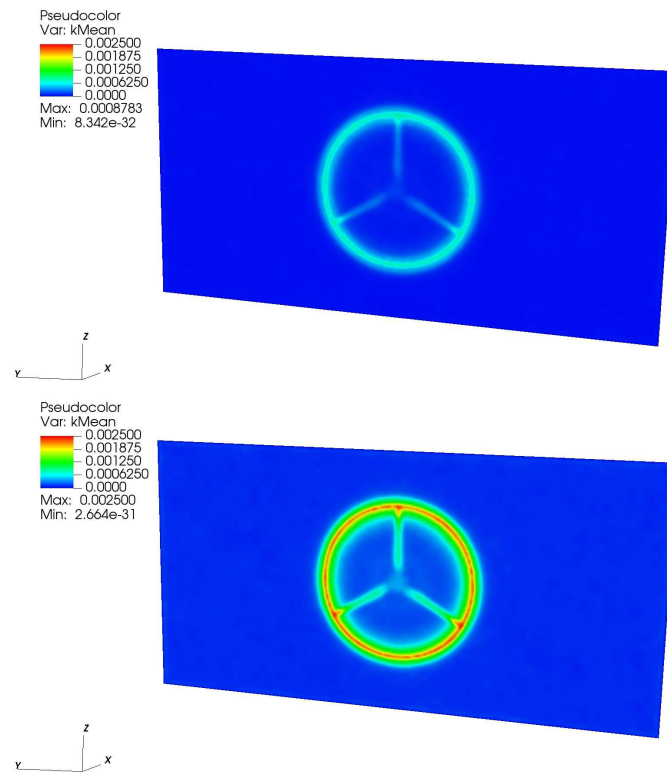 Pseudocolor
Var: kMean
0.002500
0.001875
0.001250
0.0006250
0.0000
Max: 0.0008783
Min: 8.342e-32
Z
Y
X
Pseudocolor
Var: kMean
0.002500
0.001875
0.001250
0.0006250
0.0000
Max: 0.002500
Min: 2.664e-31
Z
Y
X